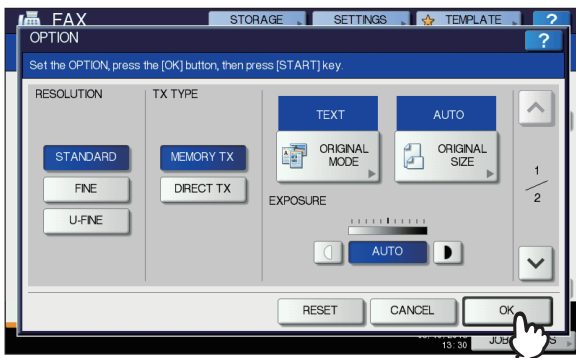 FAX
STORAGE
SETTINGS
TEMPLATE
?
OPTION
?
Set the OPTION, press the [OK] button, then press [START] key.
RESOLUTION
TX TYPE
TEXT
AUTO
STANDARD
MEMORY TX
ORIGINAL
MODE
ORIGINAL
SIZE
FINE
DIRECT TX
1
2
U-FINE
EXPOSURE
AUTO
RESET
CANCEL
OK
13:30